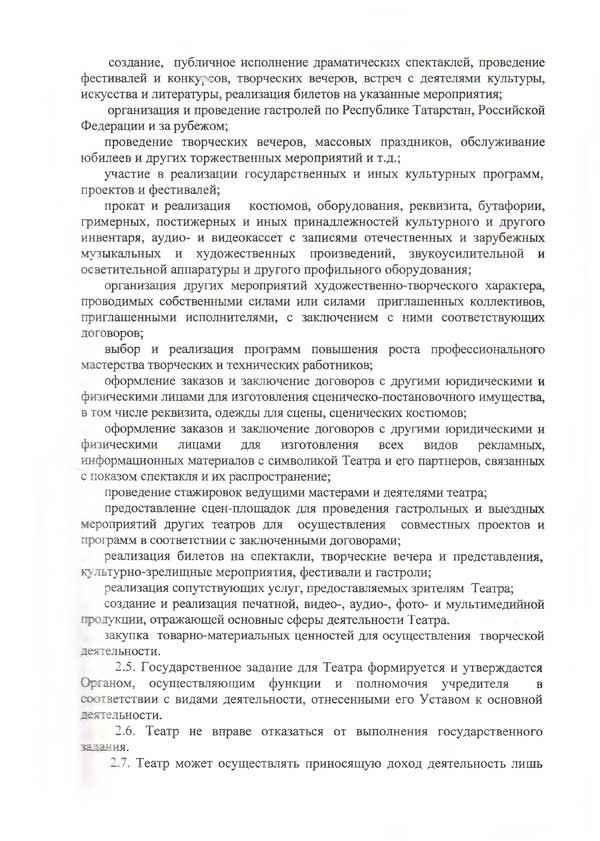 создание, публичное исполнение драматических спектаклей, проведение
фестивалей и конкурсов, творческих вечеров, встреч с деятелями культуры,
искусства и литературы, реализация билетов на указанные мероприятия;
организация и проведение гастролей по Республике Татарстан, Российской
Федерации и за рубежом;
проведение творческих вечеров, массовых праздников, обслуживание
юбилеев и других торжественных мероприятий и т.д.;
участие в реализации государственных и иных культурных программ,
проектов и фестивалей;
прокат и реализация костюмов, оборудования, реквизита, бутафории,
гримерных, постижерных и иных принадлежностей культурного и другого
инвентаря, аудио- и видеокассет с записями отечественных и зарубежных
музыкальных и художественных произведений, звукоусилительной и
осветительной аппаратуры и другого профильного оборудования;
организация других мероприятий художественно-творческого характера,
проводимых собственными силами или силами приглашенных коллективов,
приглашенными исполнителями, с заключением с ними соответствующих
договоров;
выбор и реализация программ повышения роста профессионального
мастерства творческих и технических работников;
оформление заказов и заключение договоров с другими юридическими и
физическими лицами для изготовления сценическо-постановочного имущества,
в том числе реквизита, одежды для сцены, сценических костюмов;
оформление заказов и заключение договоров с другими юридическими и
физическими лицами для изготовления всех видов рекламных,
информационных материалов с символикой Театра и его партнеров, связанных
с показом спектакля и их распространение;
проведение стажировок ведущими мастерами и деятелями театра;
предоставление сцен-площадок для проведения гастрольных и выездных
мероприятий других театров для осуществления совместных проектов и
программ в соответствии с заключенными договорами;
реализация билетов на спектакли, творческие вечера и представления,
культурно-зрелищные мероприятия, фестивали и гастроли;
реализация сопутствующих услуг, предоставляемых зрителям Театра;
создание и реализация печатной, видео-, аудио-, фото- и мультимедийной
продукции, отражающей основные сферы деятельности Театра.
закупка товарно-материальных ценностей для осуществления творческой
деятельности.
2.5. Государственное задание для Театра формируется и утверждается
Органом, осуществляющим функции и полномочия учредителя в
соответствии с видами деятельности, отнесенными его Уставом к основной
деятельности.
2.6. Театр не вправе отказаться от выполнения государственного
задания.
2.7. Театр может осуществлять приносящую доход деятельность лишь